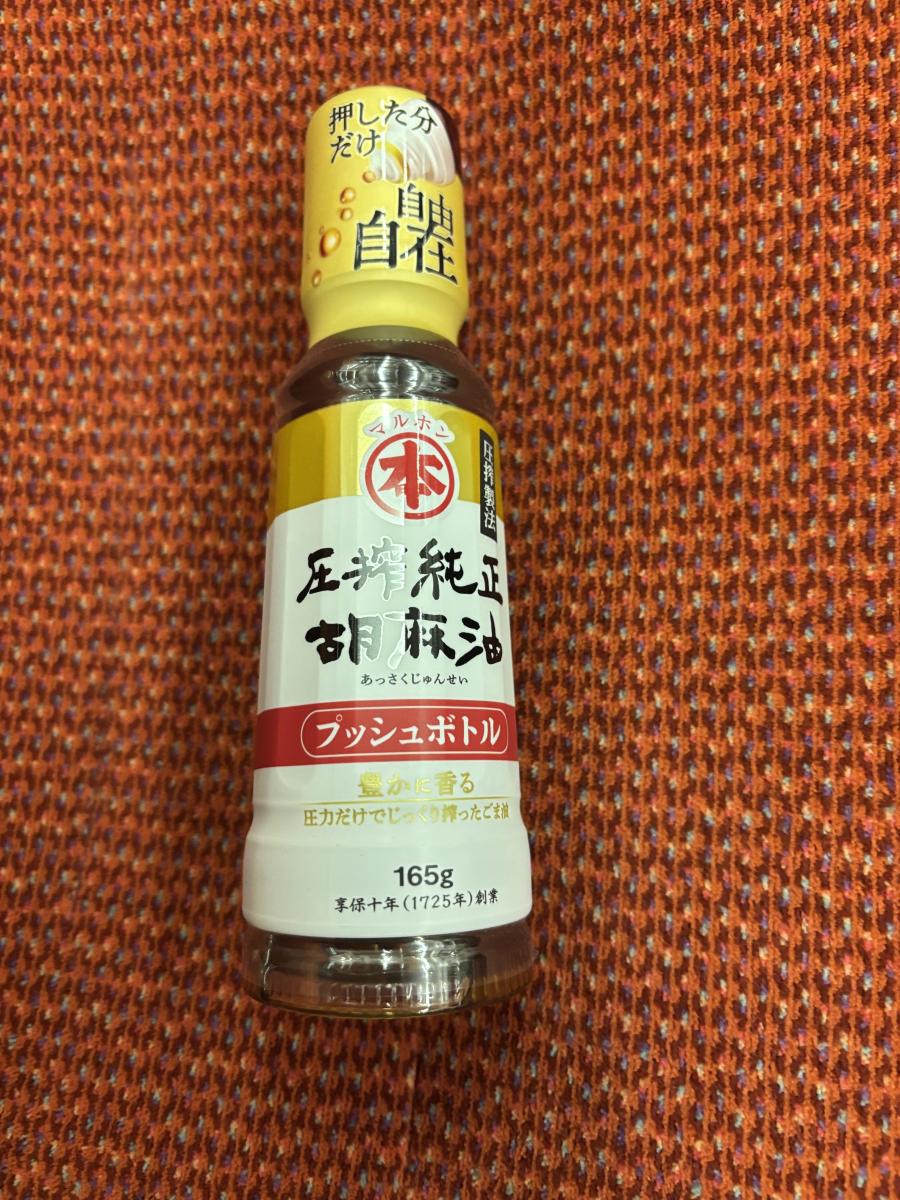 押した分
だけ
自由
自在
マルホン
本
圧搾製法
圧搾純正
胡麻油
あっさくじゅんせい
プッシュボトル
豊かに香る
圧力だけでじっくり搾ったごま油
165g
享保十年(1725年)創業